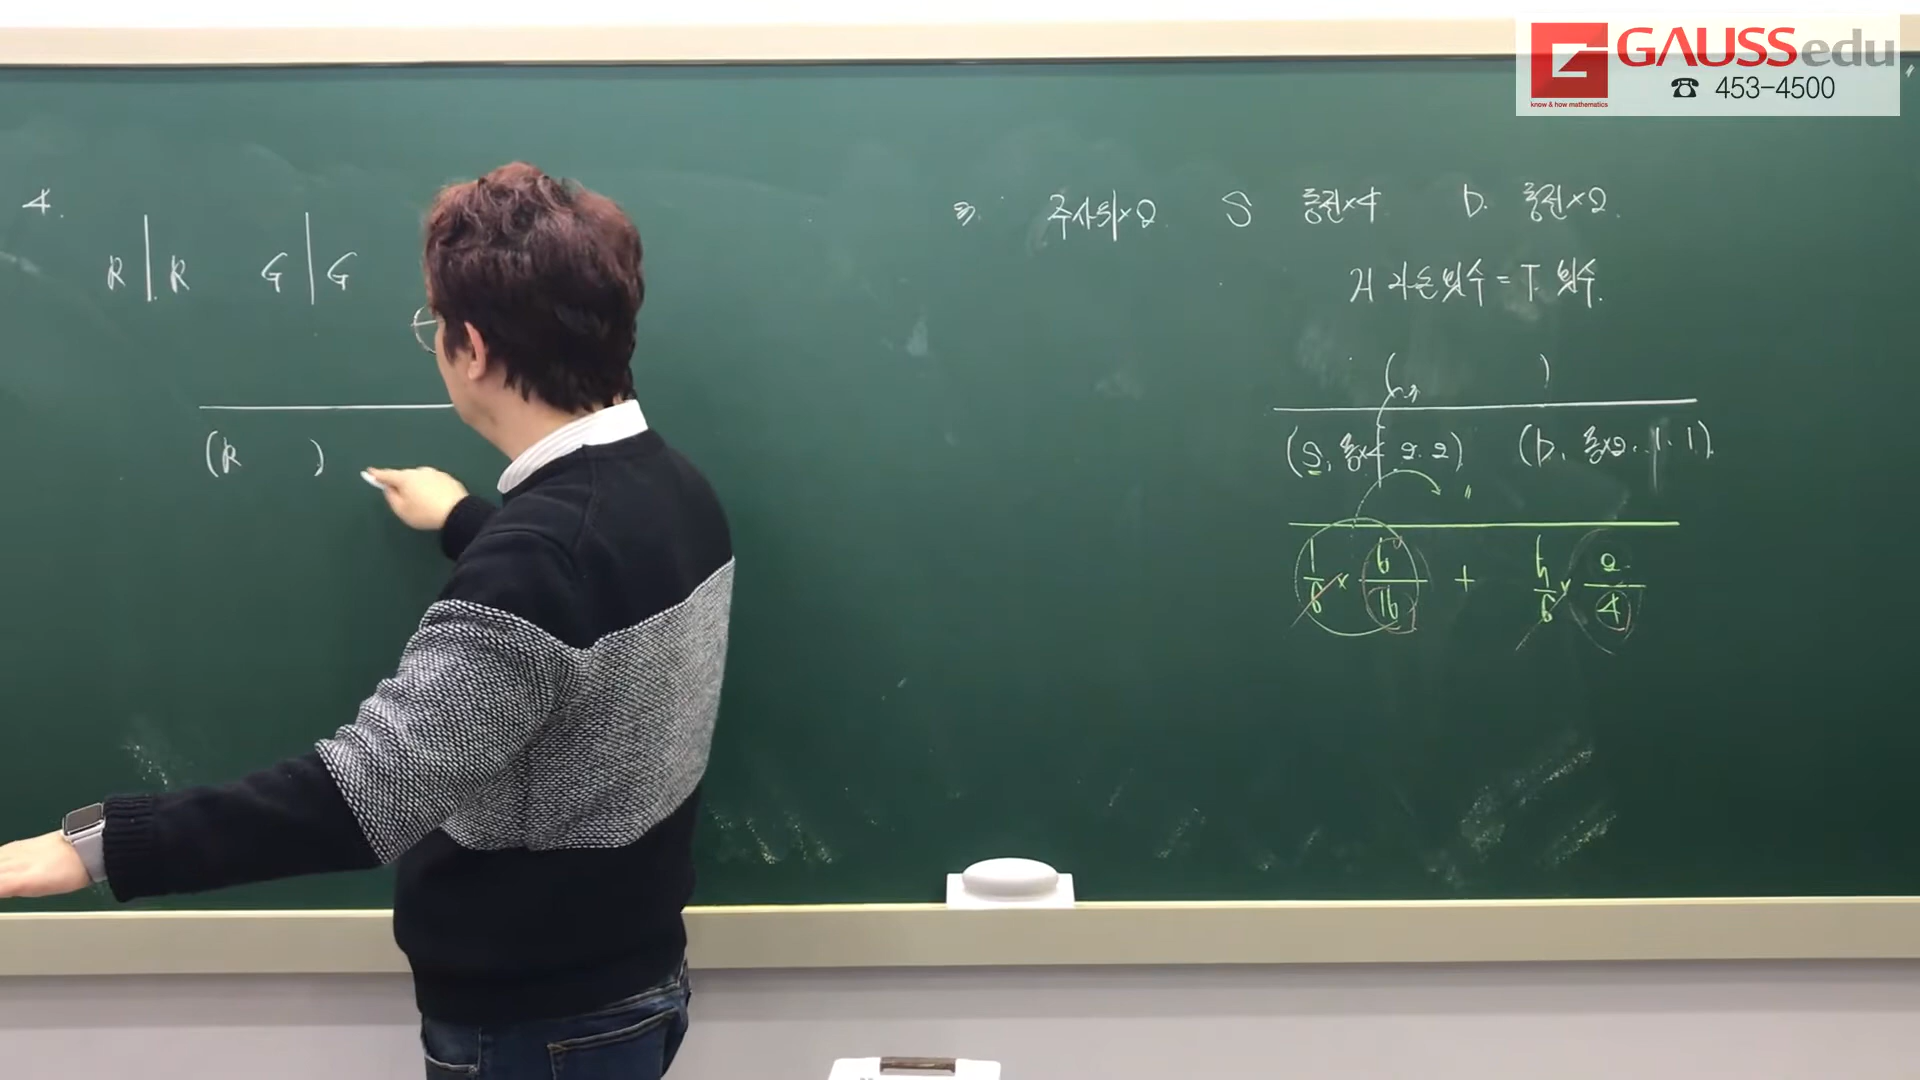 GAUSSedu
know & how mathematics
☎ 453-4500
4.
R | R G | G
(R )
3. 주사위×2. S 동전×4 D. 동전×2.
H 나온횟수 = T 횟수.
( )
(S, 동×4 2. 2) (D, 동×2. 1. 1).
1/6 × 6/16 + 5/6 × 2/4